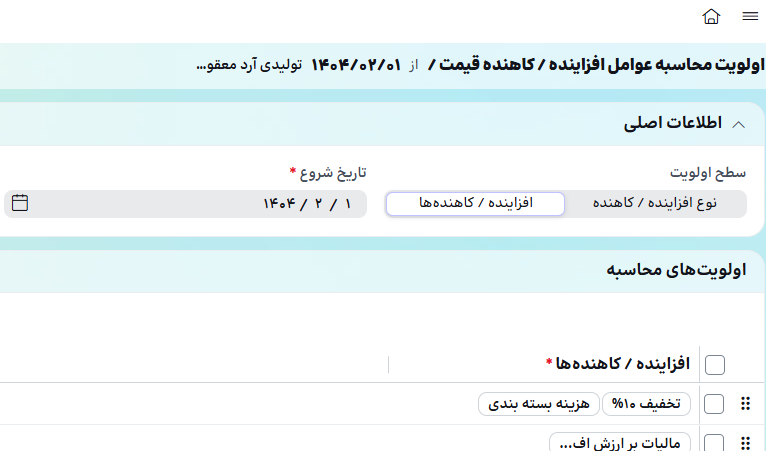 اولویت محاسبه عوامل افزاینده / کاهنده قیمت / از ۱۴۰۴/۰۲/۰۱ تولیدی آرد معقو...
اطلاعات اصلی
سطح اولویت
نوع افزاینده / کاهنده افزاینده / کاهنده‌ها
تاریخ شروع *
۱۴۰۴ / ۲ / ۱
اولویت‌های محاسبه
افزاینده / کاهنده‌ها *
تخفیف ۱۰% هزینه بسته بندی
مالیات بر ارزش اف...